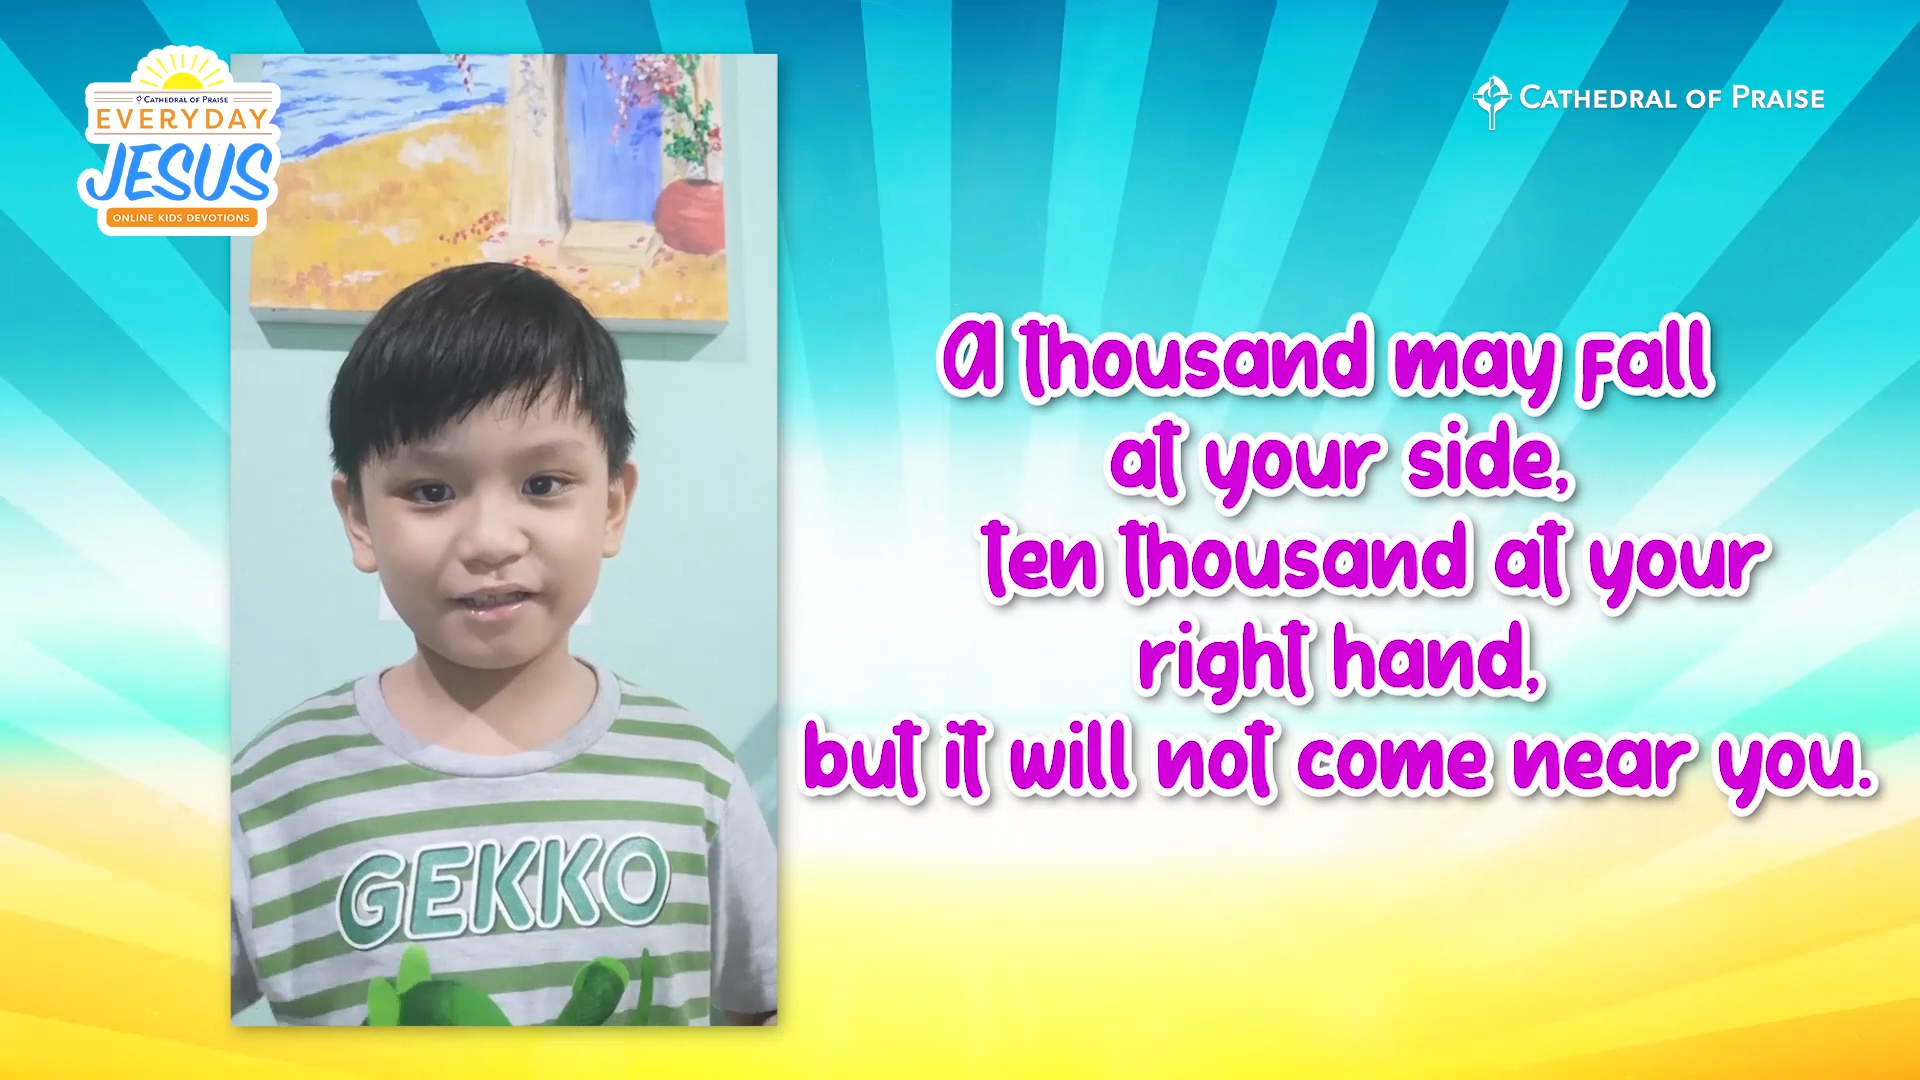 CATHEDRAL OF PRAISE
EVERYDAY
JESUS
ONLINE KIDS DEVOTIONS
CATHEDRAL OF PRAISE
A thousand may fall
at your side,
ten thousand at your
right hand,
but it will not come near you.
GEKKO